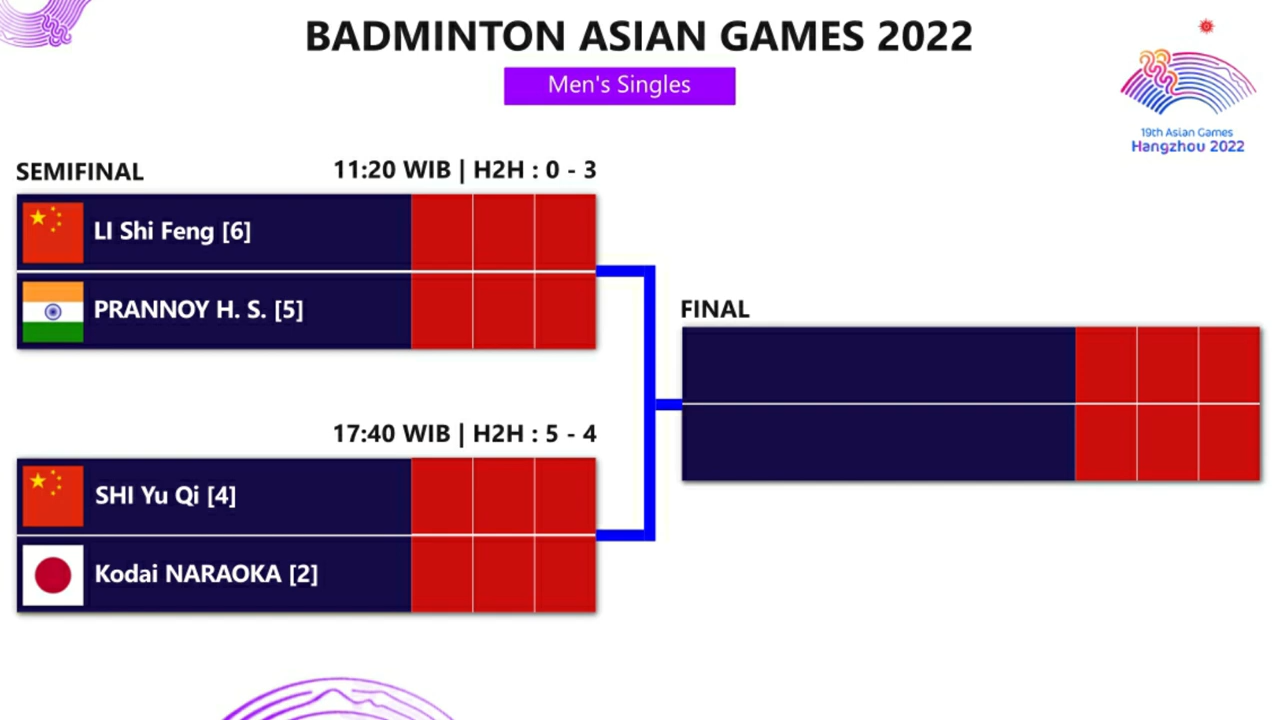 BADMINTON ASIAN GAMES 2022
Men's Singles
19th Asian Games
Hangzhou 2022
SEMIFINAL
11:20 WIB | H2H : 0 - 3
LI Shi Feng [6]
PRANNOY H. S. [5]
FINAL
17:40 WIB | H2H : 5 - 4
SHI Yu Qi [4]
Kodai NARAOKA [2]